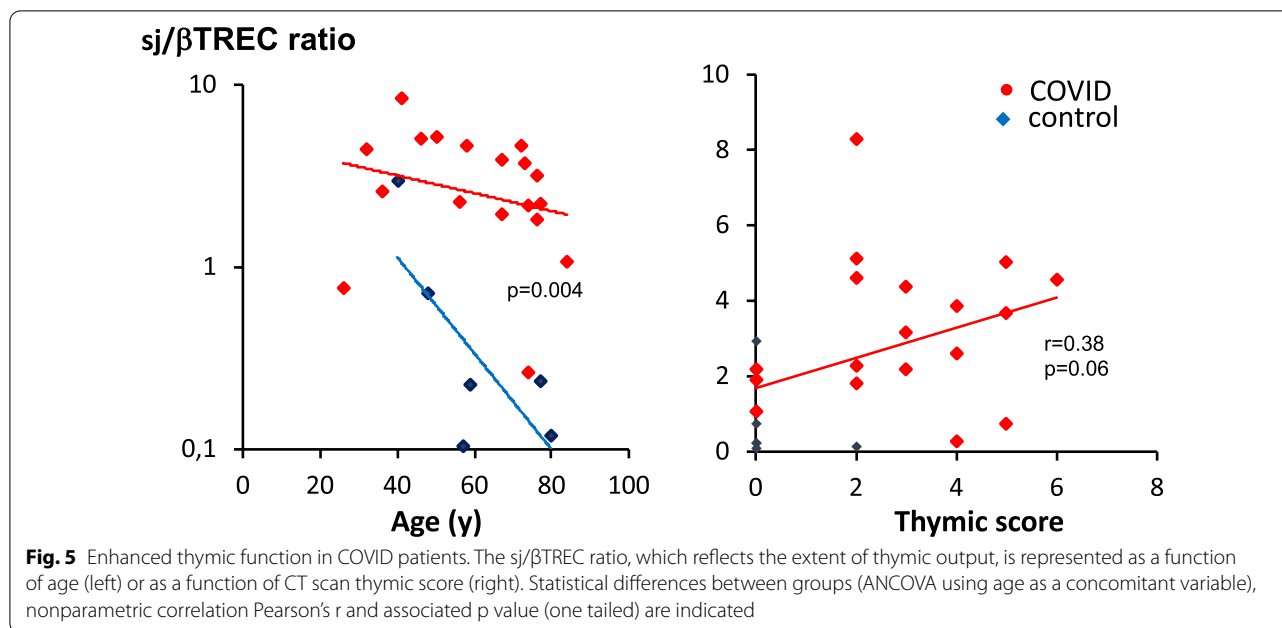 sj/βTREC ratio
10
1
0,1
p=0.004
0 20 40 60 80 100
Age (y)
10
8
6
4
2
0
COVID
control
r=0.38
p=0.06
0 2 4 6 8
Thymic score
Fig. 5 Enhanced thymic function in COVID patients. The sj/βTREC ratio, which reflects the extent of thymic output, is represented as a function
of age (left) or as a function of CT scan thymic score (right). Statistical differences between groups (ANCOVA using age as a concomitant variable),
nonparametric correlation Pearson's r and associated p value (one tailed) are indicated